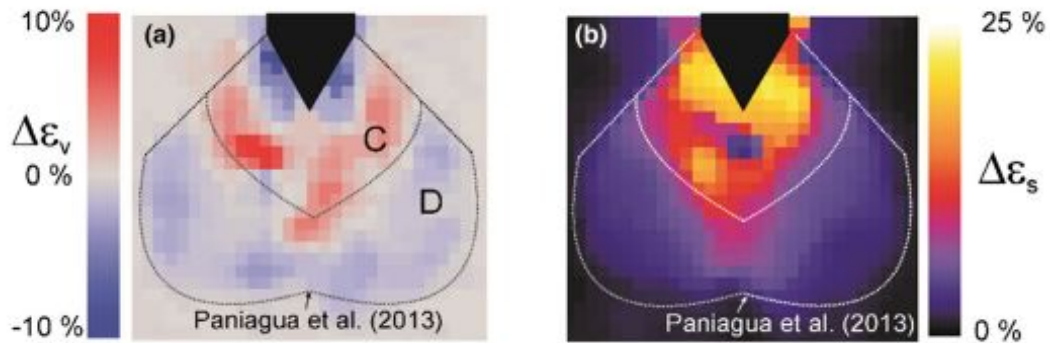 10%
(a)
(b)
25 %
Δεv
0 %
C
D
Δεs
-10 %
Paniagua et al. (2013)
Paniagua et al. (2013)
0 %